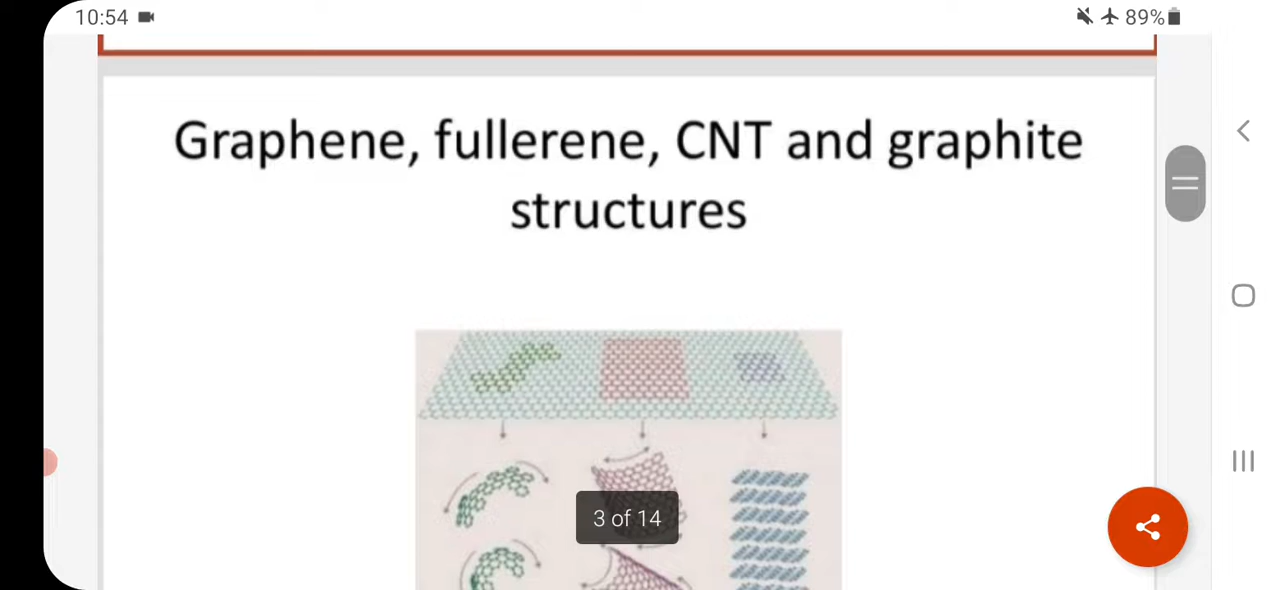 10:54
89%
Graphene, fullerene, CNT and graphite
structures
3 of 14